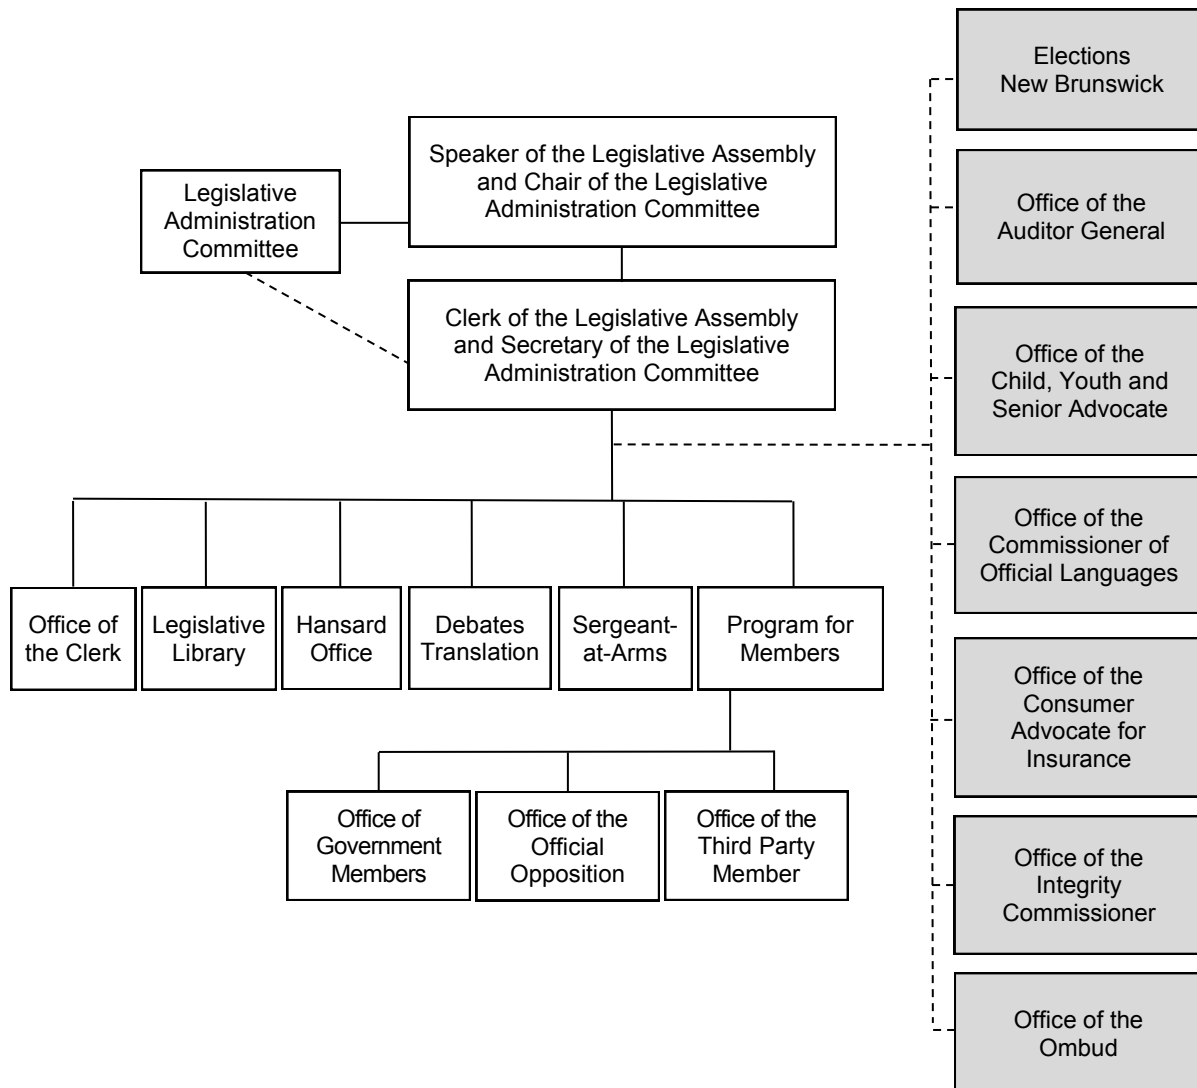 Elections
New Brunswick
Speaker of the Legislative Assembly
and Chair of the Legislative
Administration Committee
Legislative
Administration
Committee
Office of the
Auditor General
Clerk of the Legislative Assembly
and Secretary of the Legislative
Administration Committee
Office of the
Child, Youth and
Senior Advocate
Office of the
Commissioner of
Official Languages
Office of
the Clerk
Legislative
Library
Hansard
Office
Debates
Translation
Sergeant-
at-Arms
Program for
Members
Office of the
Consumer
Advocate for
Insurance
Office of
Government
Members
Office of the
Official
Opposition
Office of the
Third Party
Member
Office of the
Integrity
Commissioner
Office of the
Ombud